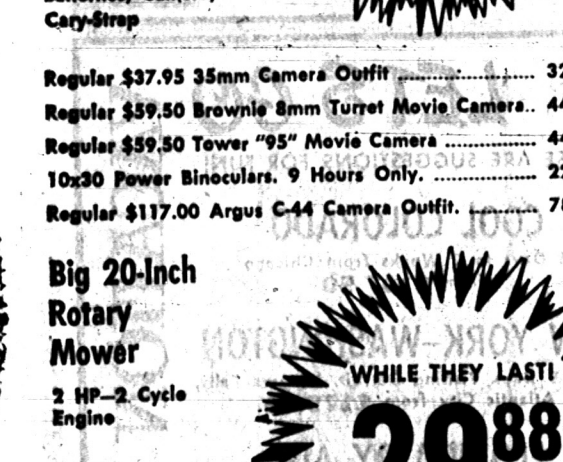 Cary-Strap
Regular $37.95 35mm Camera Outfit
Regular $59.50 Brownie 8mm Turret Movie Camera..
Regular $59.50 Tower "95" Movie Camera
10x30 Power Binoculars. 9 Hours Only.
Regular $117.00 Argus C-44 Camera Outfit.
Big 20-Inch
Rotary
Mower
2 HP—2 Cycle
Engine
WHILE THEY LAST!
2988